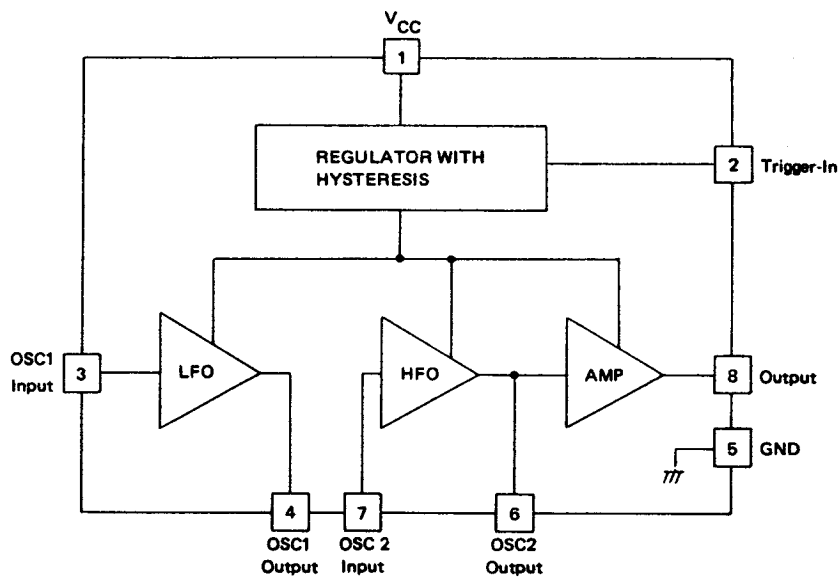 VCC
1
REGULATOR WITH
HYSTERESIS
2 Trigger-In
OSC1
Input
3
LFO
HFO
AMP
8 Output
5 GND
4
7
6
OSC1
Output
OSC 2
Input
OSC2
Output